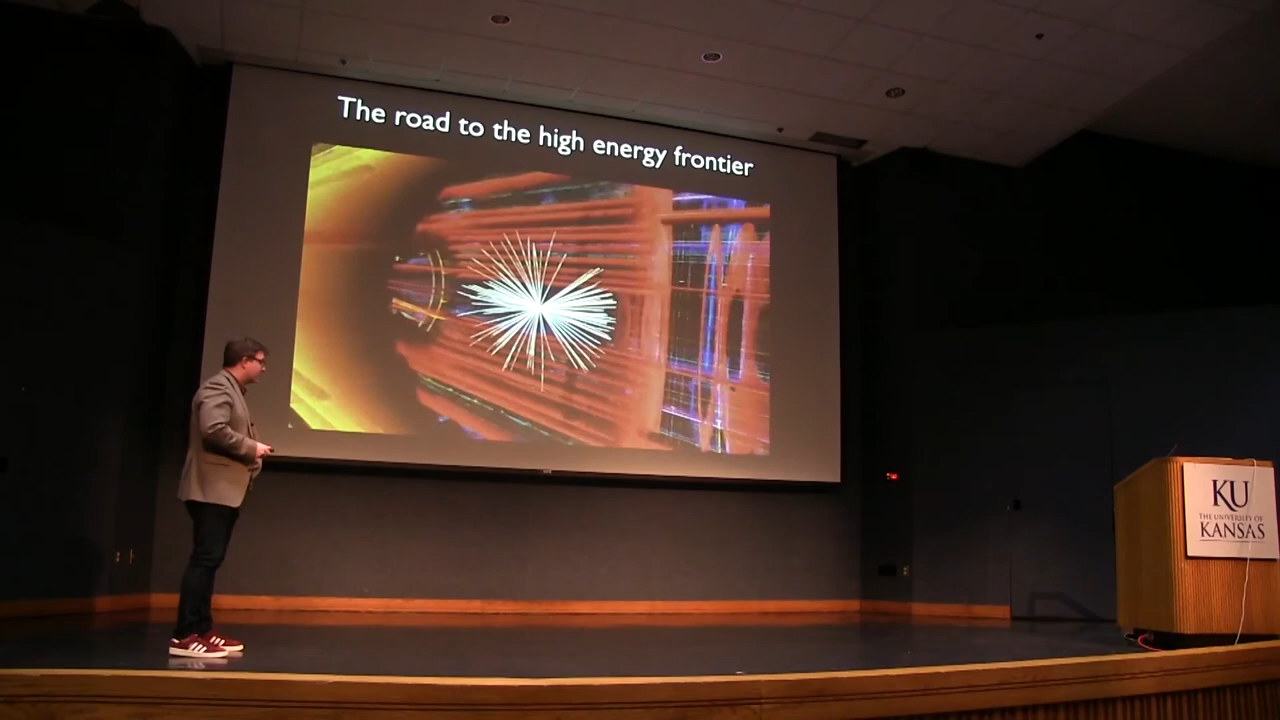 The road to the high energy frontier
KU
THE UNIVERSITY OF
KANSAS